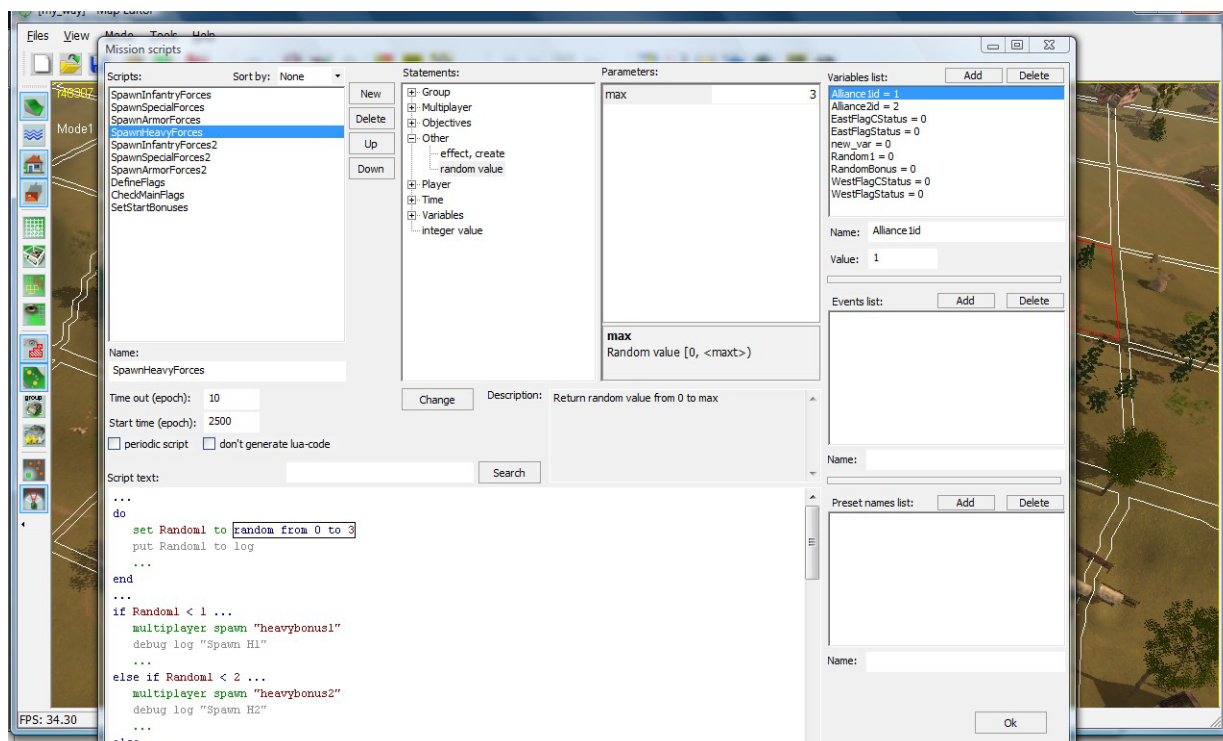 [my_way] - Map Editor
Files View Mode Tools Help
Mission scripts
Scripts: Sort by: None
SpawnInfantryForces
SpawnSpecialForces
SpawnArmorForces
SpawnHeavyForces
SpawnInfantryForces2
SpawnSpecialForces2
SpawnArmorForces2
DefineFlags
CheckMainFlags
SetStartBonuses
New
Delete
Up
Down
Name:
SpawnHeavyForces
Time out (epoch): 10
Start time (epoch): 2500
periodic script don't generate lua-code
Statements:
Group
Multiplayer
Objectives
Other
effect, create
random value
Player
Time
Variables
integer value
Change
Parameters:
max 3
max
Random value [0, <maxt>)
Description: Return random value from 0 to max
Search
Script text:
...
do
set Random1 to random from 0 to 3
put Random1 to log
...
end
...
if Random1 < 1 ...
multiplayer spawn "heavybonus1"
debug log "Spawn H1"
...
else if Random1 < 2 ...
multiplayer spawn "heavybonus2"
debug log "Spawn H2"
...
else
Variables list: Add Delete
Alliance1id = 1
Alliance2id = 2
EastFlagCStatus = 0
EastFlagStatus = 0
new_var = 0
Random1 = 0
RandomBonus = 0
WestFlagCStatus = 0
WestFlagStatus = 0
Name: Alliance1id
Value: 1
Events list: Add Delete
Name:
Preset names list: Add Delete
Name:
Ok
Mode1
group
FPS: 34.30